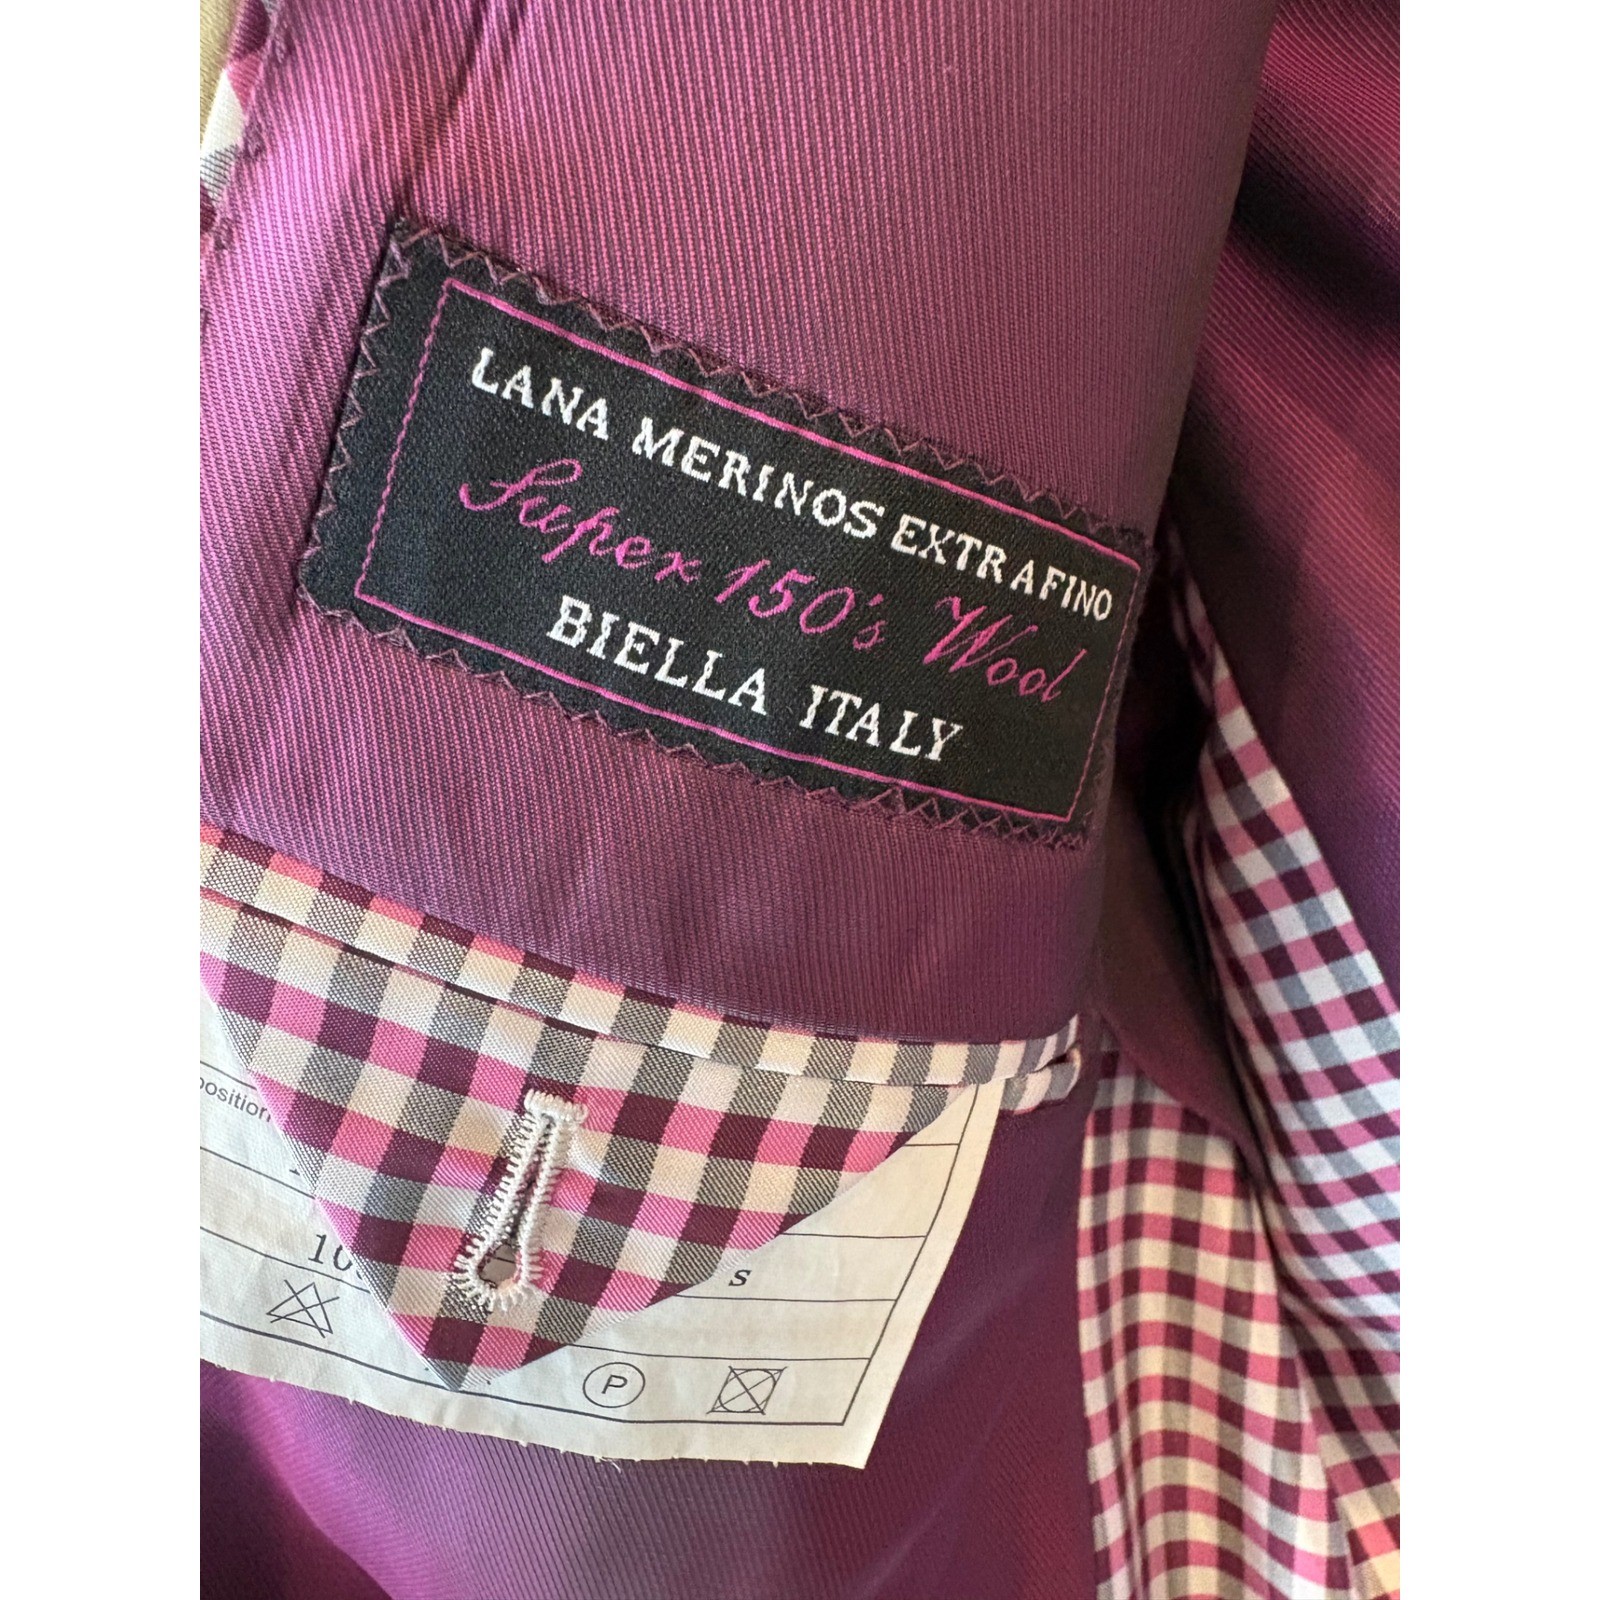 LANA MERINOS EXTRAFINO
Super 150's Wool
BIELLA ITALY
s
P